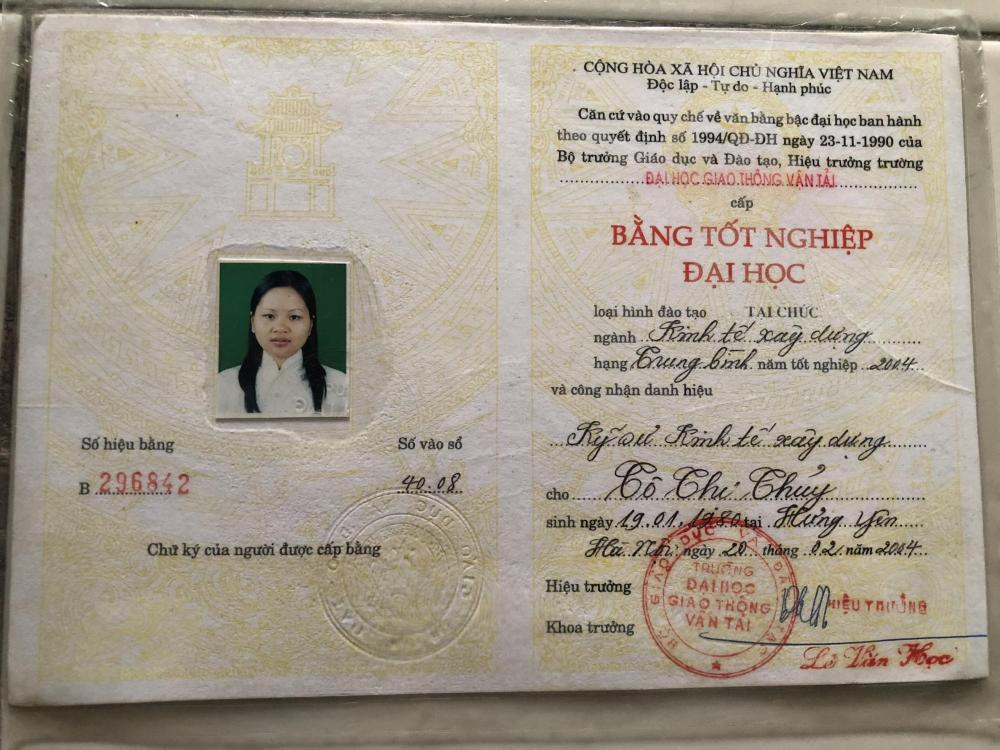 Số hiệu bằng
B 296842
Số vào sổ
40.08
Chữ ký của người được cấp bằng
CỘNG HÒA XÃ HỘI CHỦ NGHĨA VIỆT NAM
Độc lập - Tự do - Hạnh phúc
Căn cứ vào quy chế về văn bằng bậc đại học ban hành
theo quyết định số 1994/QĐ-ĐH ngày 23-11-1990 của
Bộ trưởng Giáo dục và Đào tạo, Hiệu trưởng trường
ĐẠI HỌC GIAO THÔNG VẬN TẢI
cấp
BẰNG TỐT NGHIỆP
ĐẠI HỌC
loại hình đào tạo TẠI CHỨC
ngành Kinh tế xây dựng
hạng Trung bình năm tốt nghiệp 2004
và công nhận danh hiệu
Kỹ sư Kinh tế xây dựng
cho Tô Thị Thủy
sinh ngày 19.01.1980 tại Hưng Yên
Hà Nội ngày 20 tháng 02 năm 2004
Hiệu trưởng
Khoa trưởng
BỘ GIÁO DỤC VÀ ĐÀO TẠO
TRƯỜNG
ĐẠI HỌC
GIAO THÔNG
VẬN TẢI
HIỆU TRƯỞNG
Lê Văn Học